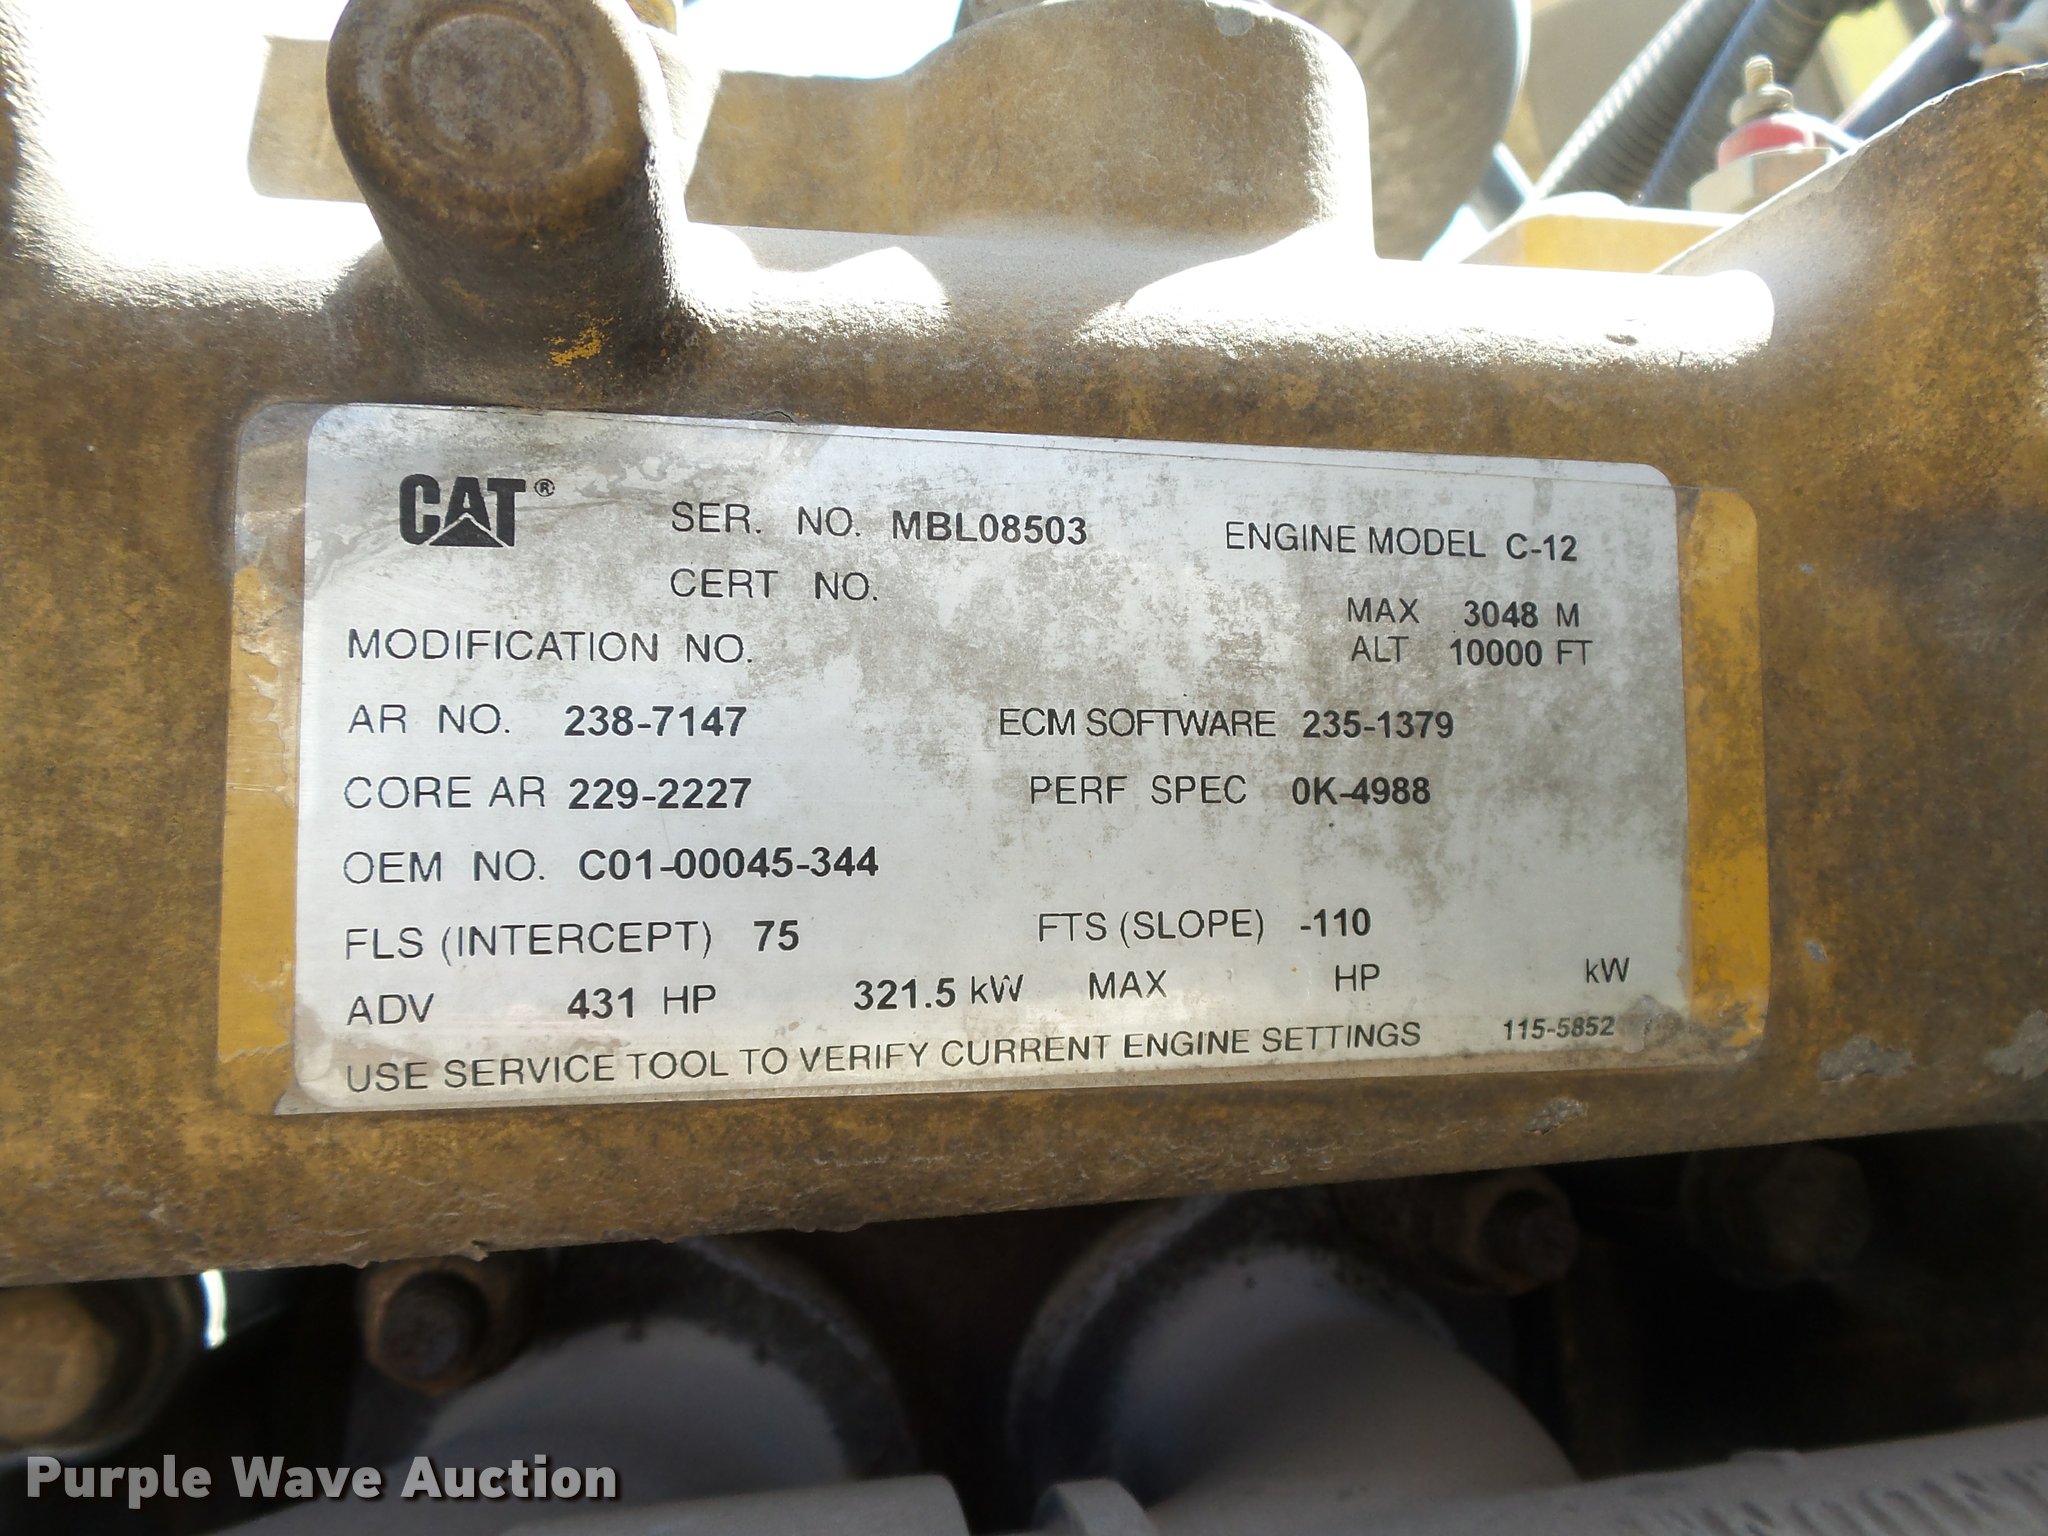 CAT® SER. NO. MBL08503 ENGINE MODEL C-12
CERT NO.
MAX 3048 M
MODIFICATION NO.
ALT 10000 FT
AR NO. 238-7147 ECM SOFTWARE 235-1379
CORE AR 229-2227 PERF SPEC 0K-4988
OEM NO. C01-00045-344
FLS (INTERCEPT) 75 FTS (SLOPE) -110
ADV 431 HP 321.5 kW MAX HP kW
USE SERVICE TOOL TO VERIFY CURRENT ENGINE SETTINGS 115-5852
Purple Wave Auction